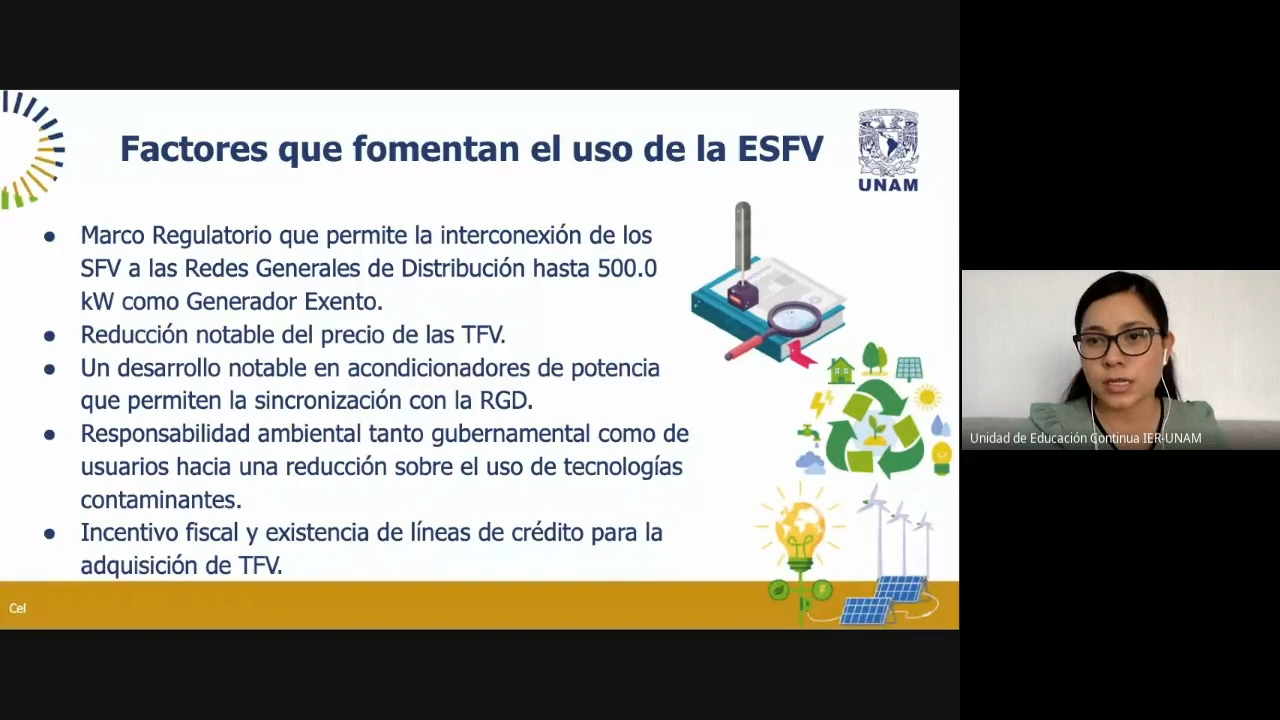 Factores que fomentan el uso de la ESFV
UNAM
● Marco Regulatorio que permite la interconexión de los
SFV a las Redes Generales de Distribución hasta 500.0
kW como Generador Exento.
● Reducción notable del precio de las TFV.
● Un desarrollo notable en acondicionadores de potencia
que permiten la sincronización con la RGD.
● Responsabilidad ambiental tanto gubernamental como de
usuarios hacia una reducción sobre el uso de tecnologías
contaminantes.
● Incentivo fiscal y existencia de líneas de crédito para la
adquisición de TFV.
Cel
Unidad de Educación Continua IER-UNAM